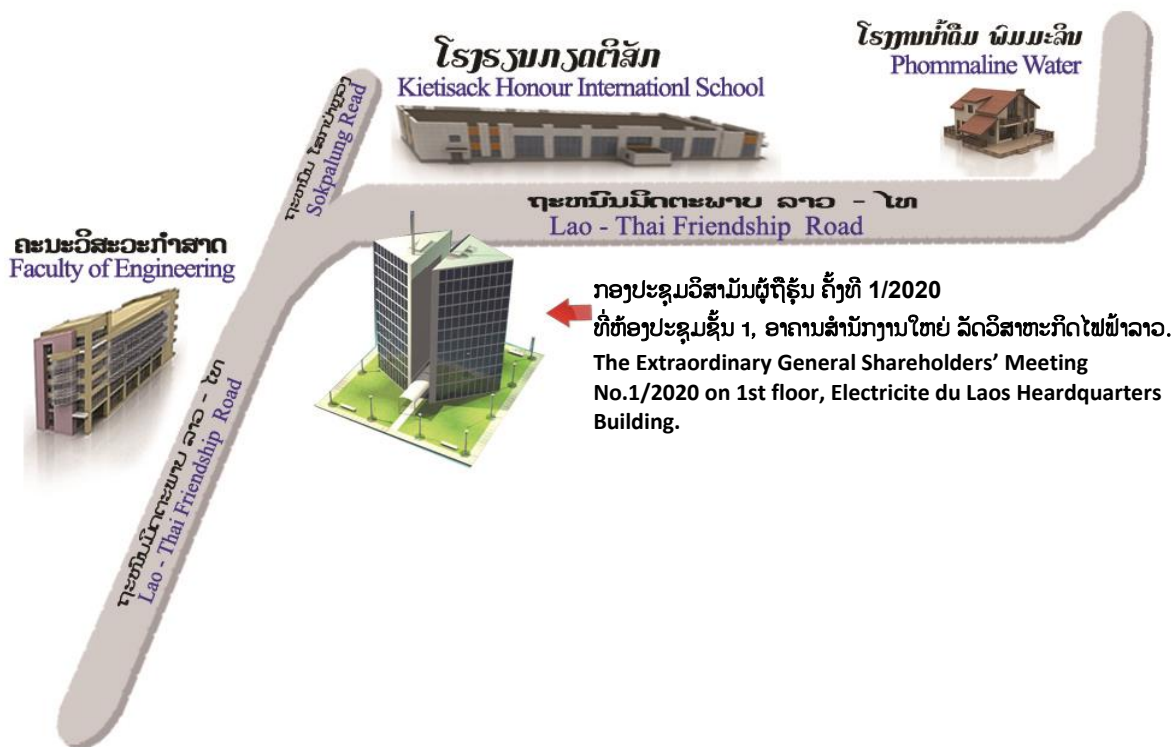 ໂຮງຮຽນກຽດຕິສັກ
Kietisack Honour Internationl School
ໂຮງງານນ້ຳດື່ມ ພົມມະລິນ
Phommaline Water
ຖະຫນົນ ໂສກປ່າຫຼວງ
Sokpalung Read
ຖະຫນົນມິດຕະພາບ ລາວ - ໄທ
Lao - Thai Friendship Road
ຄະນະວິສະວະກຳສາດ
Faculty of Engineering
ກອງປະຊຸມວິສາມັນຜູ້ຖືຮຸ້ນ ຄັ້ງທີ 1/2020
ທີ່ຫ້ອງປະຊຸມຊັ້ນ 1, ອາຄານສຳນັກງານໃຫຍ່ ລັດວິສາຫະກິດໄຟຟ້າລາວ.
The Extraordinary General Shareholders’ Meeting
No.1/2020 on 1st floor, Electricite du Laos Heardquarters
Building.
ຖະຫນົນມິດຕະພາບ ລາວ - ໄທ
Lao - Thai Friendship Road